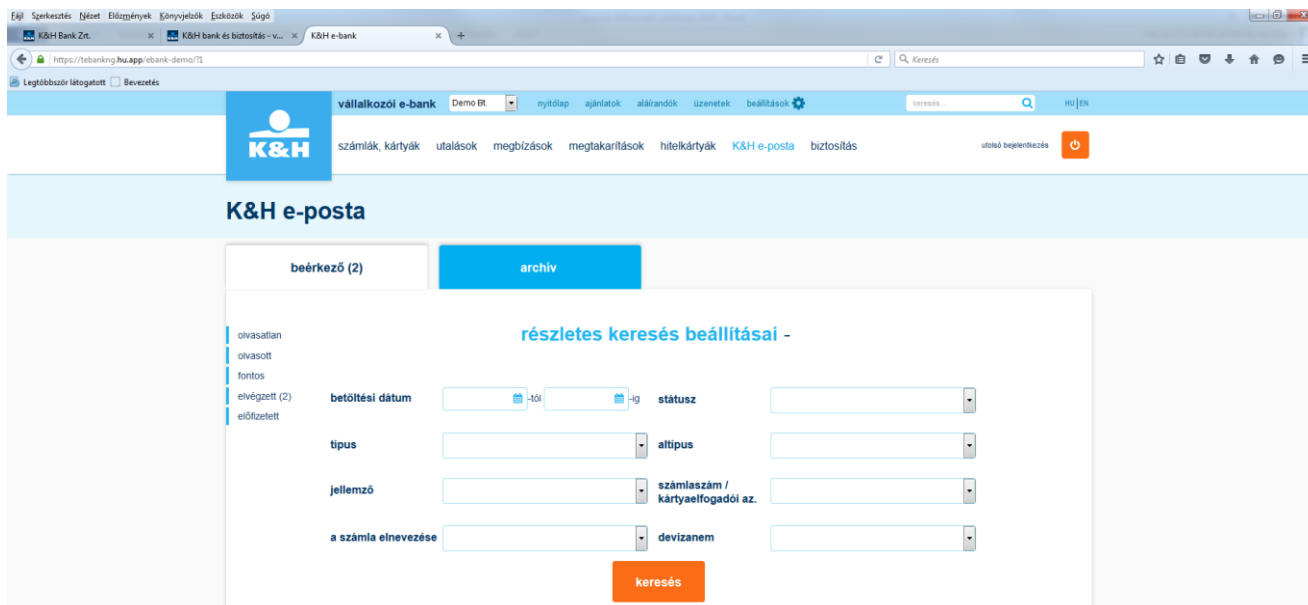 Fájl Szerkesztés Nézet Előzmények Könyvjelzők Eszközök Súgó
K&H Bank Zrt. × K&H bank és biztosítás - v... × K&H e-bank × +
https://tebankng.hu.app/ebank-demo/?1 Keresés
Legtöbbször látogatott Bevezetés
vállalkozói e-bank Demo Bt. nyitólap ajánlatok aláírandók üzenetek beállítások keresés... HU|EN
K&H számlák, kártyák utalások megbízások megtakarítások hitelkártyák K&H e-posta biztosítás utolsó bejelentkezés
K&H e-posta
beérkező (2) archív
részletes keresés beállításai -
olvasatlan
olvasott
fontos
elvégzett (2)
előfizetett
betöltési dátum -tól -ig státusz
típus altípus
jellemző számlaszám /
kártyaelfogadói az.
a számla elnevezése devizanem
keresés